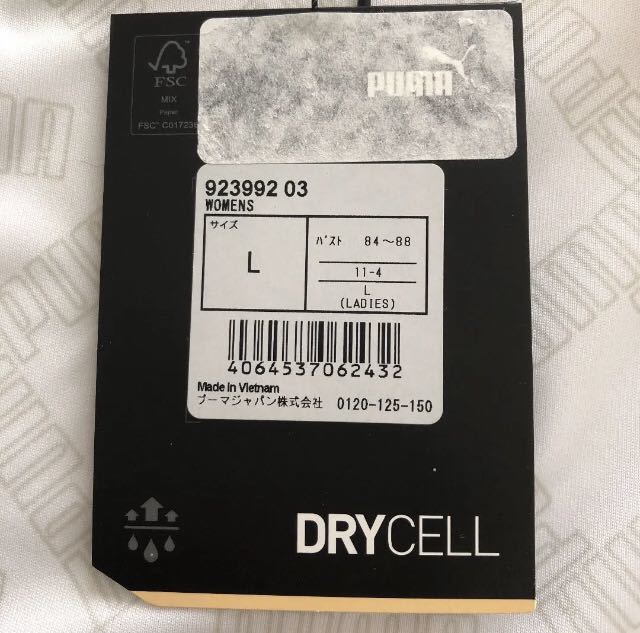 FSC
MIX
Paper
PUMA
923992 03
WOMENS
サイズ
L
バスト 84~88
11-4
L
(LADIES)
4064537062432
Made in Vietnam
プーマジャパン株式会社 0120-125-150
DRYCELL